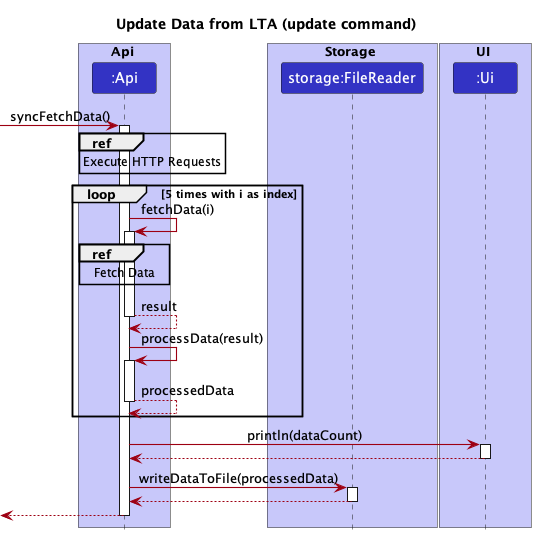 Update Data from LTA (update command)
Api
Storage
UI
:Api
storage:FileReader
:Ui
syncFetchData()
ref
Execute HTTP Requests
loop
[5 times with i as index]
fetchData(i)
ref
Fetch Data
result
processData(result)
processedData
println(dataCount)
writeDataToFile(processedData)